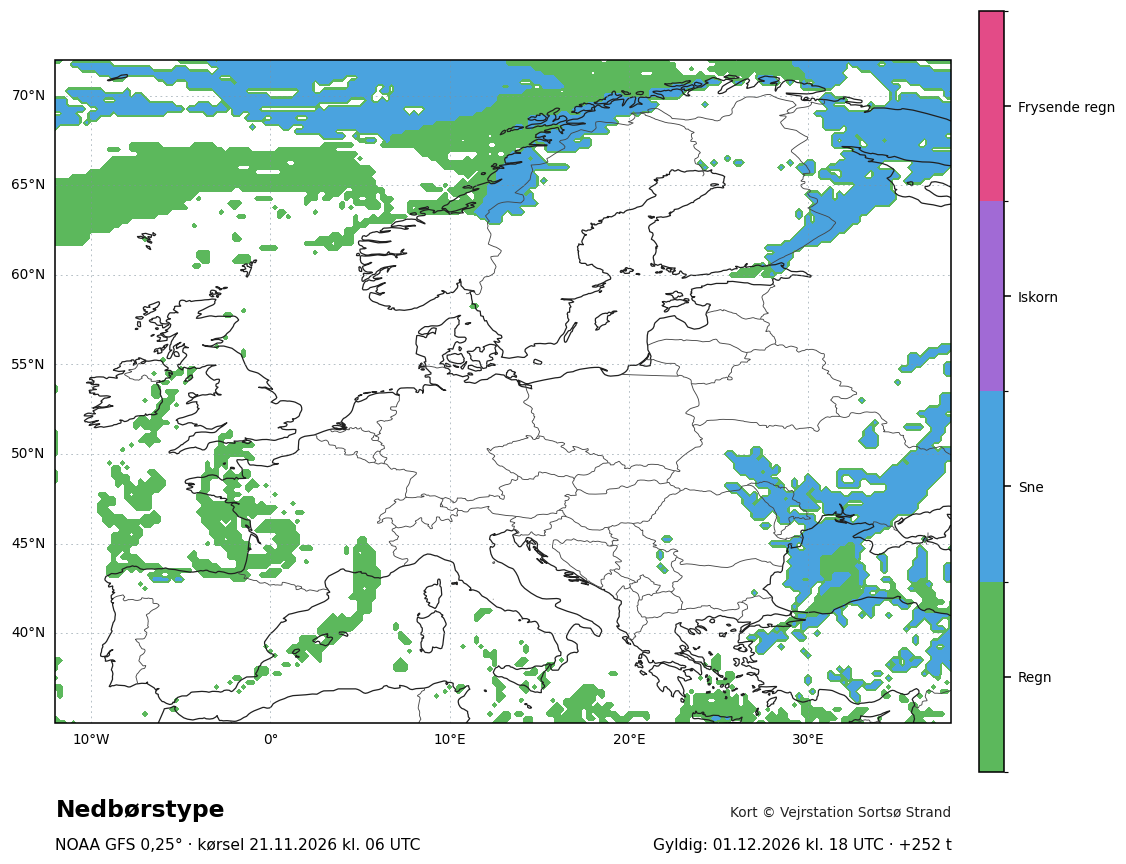 70°N
65°N
60°N
55°N
50°N
45°N
40°N
10°W
0°
10°E
20°E
30°E
Frysende regn
Iskorn
Sne
Regn
Nedbørstype
Kort © Vejrstation Sortsø Strand
NOAA GFS 0,25° · kørsel 21.11.2026 kl. 06 UTC
Gyldig: 01.12.2026 kl. 18 UTC · +252 t